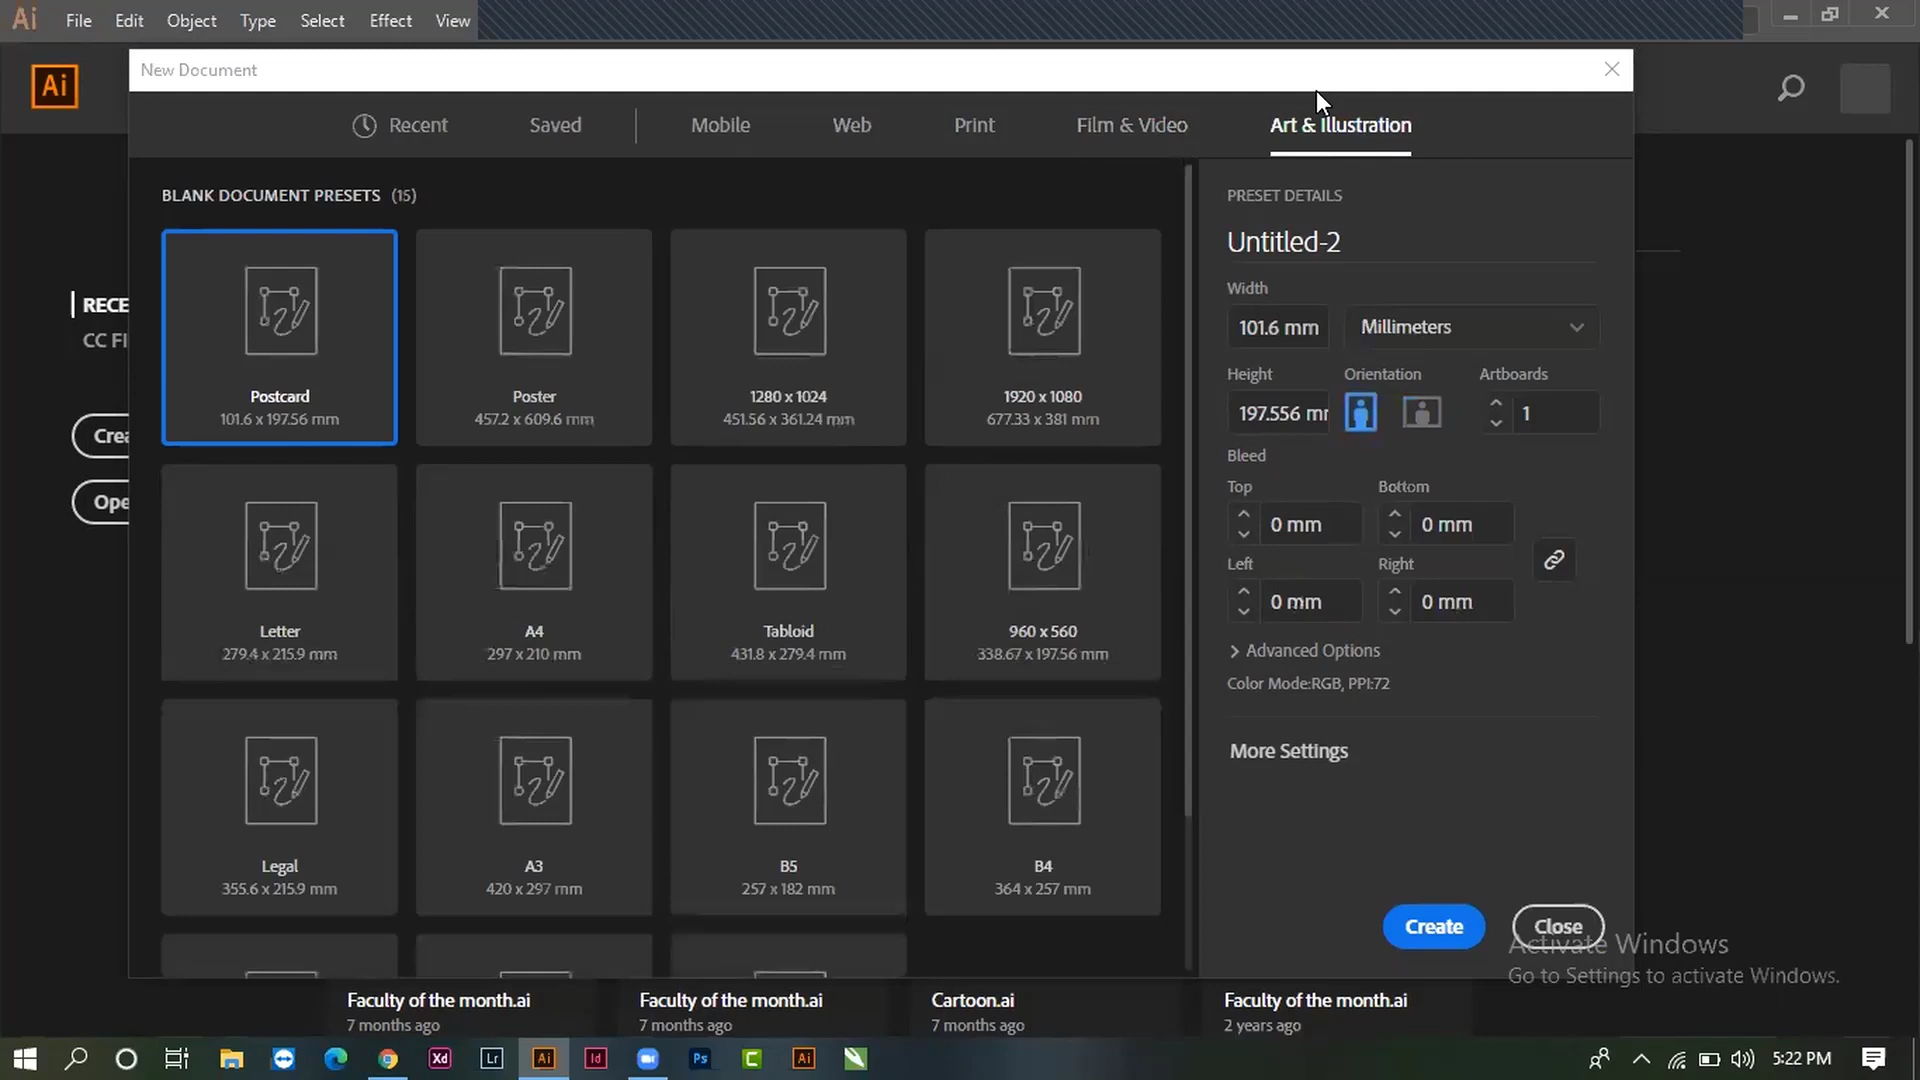 Ai File Edit Object Type Select Effect View
Ai
New Document
Recent Saved Mobile Web Print Film & Video Art & Illustration
BLANK DOCUMENT PRESETS (15)
Postcard
101.6 x 197.56 mm
Poster
457.2 x 609.6 mm
1280 x 1024
451.56 x 361.24 mm
1920 x 1080
677.33 x 381 mm
Letter
279.4 x 215.9 mm
A4
297 x 210 mm
Tabloid
431.8 x 279.4 mm
960 x 560
338.67 x 197.56 mm
Legal
355.6 x 215.9 mm
A3
420 x 297 mm
B5
257 x 182 mm
B4
364 x 257 mm
PRESET DETAILS
Untitled-2
Width
101.6 mm Millimeters
Height Orientation Artboards
197.556 mm 1
Bleed
Top Bottom
0 mm 0 mm
Left Right
0 mm 0 mm
Advanced Options
Color Mode:RGB, PPI:72
More Settings
Create Close
RECE
CC FI
Crea
Ope
Activate Windows
Go to Settings to activate Windows.
Faculty of the month.ai
7 months ago
Faculty of the month.ai
7 months ago
Cartoon.ai
7 months ago
Faculty of the month.ai
2 years ago
Xd Lr Ai Id Ps C Ai 5:22 PM